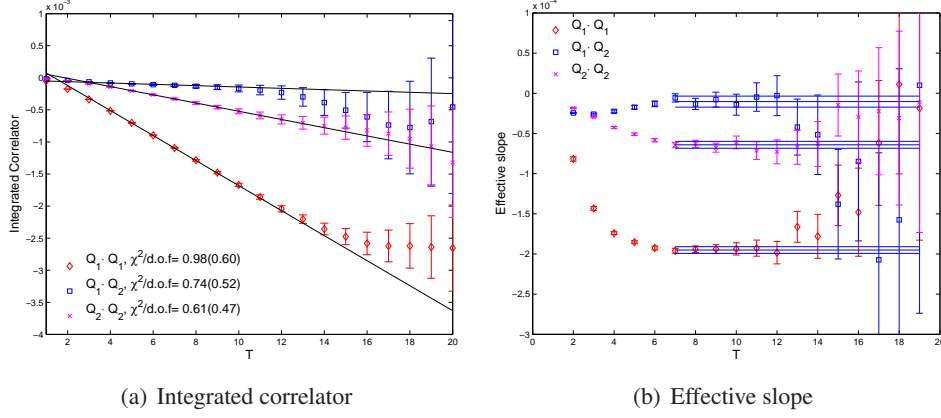 x 10⁻³
1
0.5
0
−0.5
−1
−1.5
−2
−2.5
−3
−3.5
−4
Integrated Correlator
Q₁· Q₁, χ²/d.o.f= 0.98(0.60)
Q₁· Q₂, χ²/d.o.f= 0.74(0.52)
Q₂· Q₂, χ²/d.o.f= 0.61(0.47)
2 4 6 8 10 12 14 16 18 20
T
(a) Integrated correlator
x 10⁻⁴
1
0.5
0
−0.5
−1
−1.5
−2
−2.5
−3
Effective slope
Q₁· Q₁
Q₁· Q₂
Q₂· Q₂
0 2 4 6 8 10 12 14 16 18 20
T
(b) Effective slope